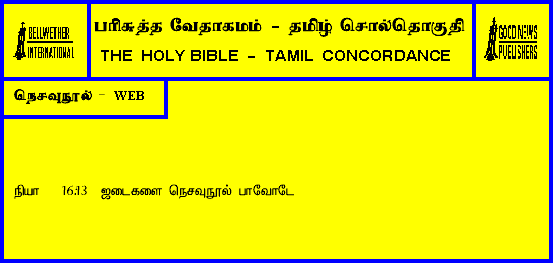 BELLWETHER
INTERNATIONAL
பரிசுத்த வேதாகமம் - தமிழ் சொல்தொகுதி
THE HOLY BIBLE - TAMIL CONCORDANCE
GOOD NEWS
PUBLISHERS
நெசவுநூல் - WEB
நியா 16:13 ஜடைகளை நெசவுநூல் பாவோடே